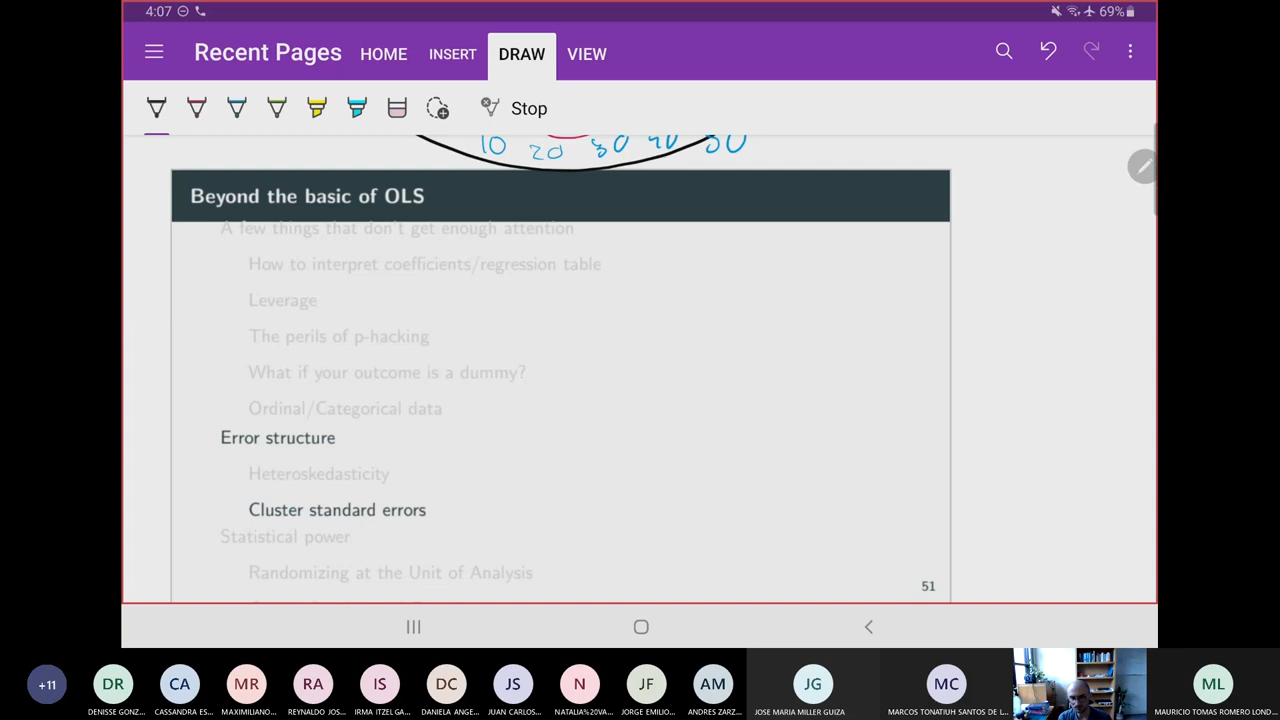 4:07
69%
Recent Pages HOME INSERT DRAW VIEW
Stop
10 20 30 40 50
Beyond the basic of OLS
A few things that don't get enough attention
How to interpret coefficients/regression table
Leverage
The perils of p-hacking
What if your outcome is a dummy?
Ordinal/Categorical data
Error structure
Heteroskedasticity
Cluster standard errors
Statistical power
Randomizing at the Unit of Analysis
51
+11 DR CA MR RA IS DC JS N JF AM JG MC ML
DENISSE GONZ... CASSANDRA ES... MAXIMILIANO... REYNALDO JOS... IRMA ITZEL GA... DANIELA ANGE... JUAN CARLOS... NATALIA%20VA... JORGE EMILIO... ANDRES ZARZ... JOSE MARIA MILLER GUIZA MARCOS TONATIUH SANTOS DE L... MAURICIO TOMAS ROMERO LOND...